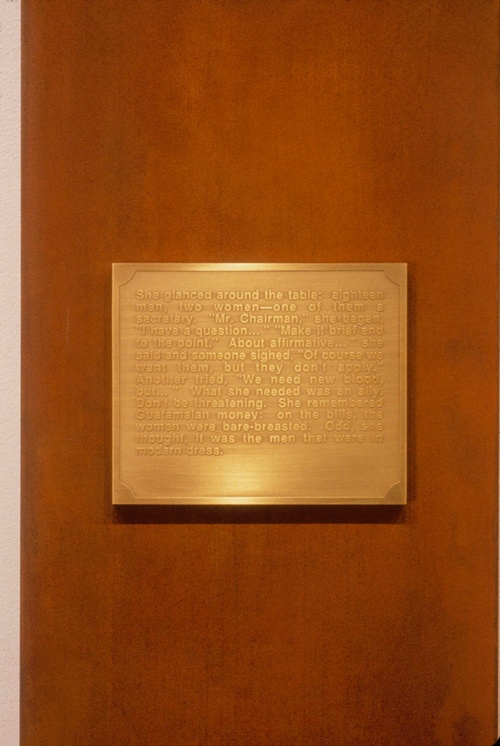 She glanced around the table: eighteen
men, two women—one of them a
secretary. "Mr. Chairman," she began,
"I have a question... " "Make it brief and
to the point." About affirmative... " she
said and someone sighed. "Of course we
want them, but they don't apply."
Another tried, "We need new blood,
but... " What she needed was an ally.
Don't be threatening. She remembered
Guatemalan money: on the bills, the
women were bare-breasted. Odd, she
thought, it was the men that were in
modern dress.